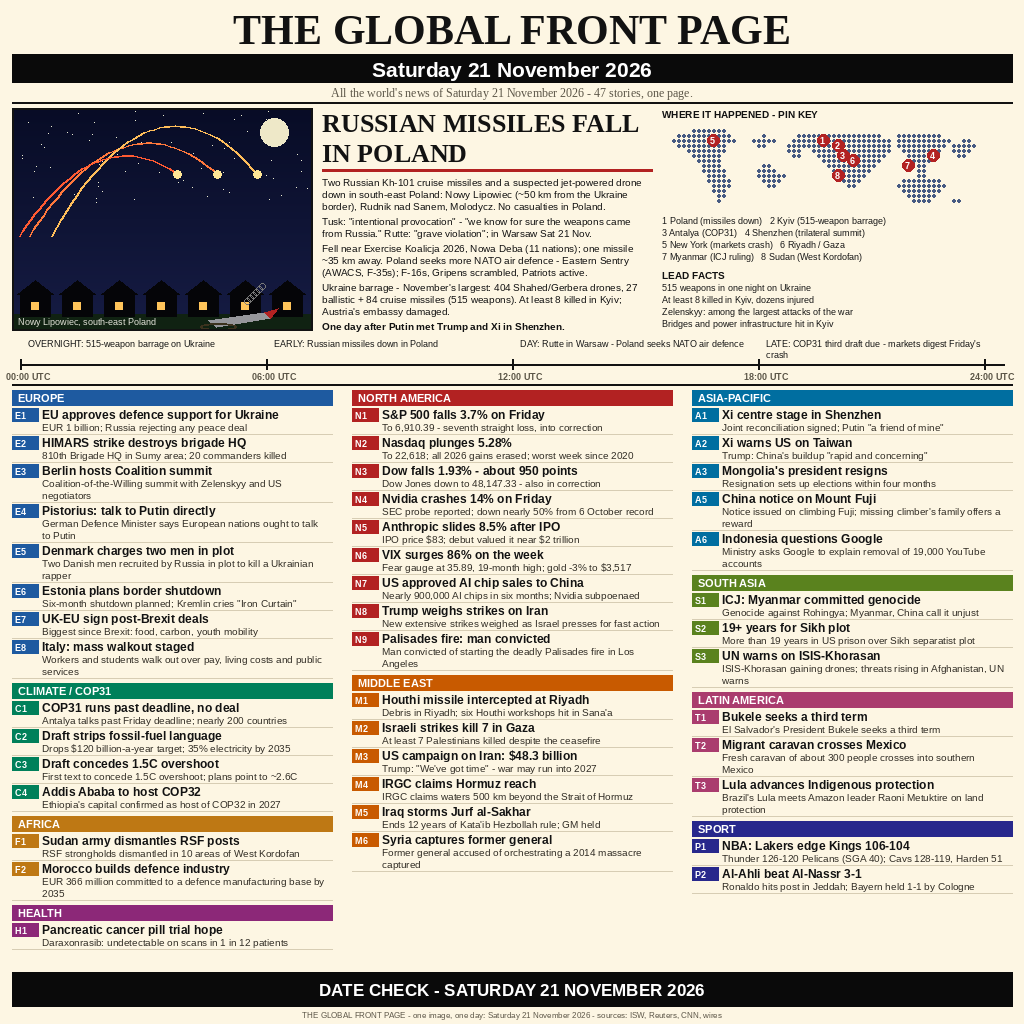 THE GLOBAL FRONT PAGE
Saturday 21 November 2026
All the world's news of Saturday 21 November 2026 - 47 stories, one page.
Nowy Lipowiec, south-east Poland
RUSSIAN MISSILES FALL
IN POLAND
Two Russian Kh-101 cruise missiles and a suspected jet-powered drone
down in south-east Poland: Nowy Lipowiec (~50 km from the Ukraine
border), Rudnik nad Sanem, Molodycz. No casualties in Poland.
Tusk: "intentional provocation" - "we know for sure the weapons came
from Russia." Rutte: "grave violation"; in Warsaw Sat 21 Nov.
Fell near Exercise Koalicja 2026, Nowa Deba (11 nations); one missile
~35 km away. Poland seeks more NATO air defence - Eastern Sentry
(AWACS, F-35s); F-16s, Gripens scrambled, Patriots active.
Ukraine barrage - November's largest: 404 Shahed/Gerbera drones, 27
ballistic + 84 cruise missiles (515 weapons). At least 8 killed in Kyiv;
Austria's embassy damaged.
One day after Putin met Trump and Xi in Shenzhen.
WHERE IT HAPPENED - PIN KEY
5
1
2
3
6
4
7
8
1 Poland (missiles down) 2 Kyiv (515-weapon barrage)
3 Antalya (COP31) 4 Shenzhen (trilateral summit)
5 New York (markets crash) 6 Riyadh / Gaza
7 Myanmar (ICJ ruling) 8 Sudan (West Kordofan)
LEAD FACTS
515 weapons in one night on Ukraine
At least 8 killed in Kyiv, dozens injured
Zelenskyy: among the largest attacks of the war
Bridges and power infrastructure hit in Kyiv
OVERNIGHT: 515-weapon barrage on Ukraine
EARLY: Russian missiles down in Poland
DAY: Rutte in Warsaw - Poland seeks NATO air defence
LATE: COP31 third draft due - markets digest Friday's
crash
00:00 UTC
06:00 UTC
12:00 UTC
18:00 UTC
24:00 UTC
EUROPE
E1 EU approves defence support for Ukraine
EUR 1 billion; Russia rejecting any peace deal
E2 HIMARS strike destroys brigade HQ
810th Brigade HQ in Sumy area; 20 commanders killed
E3 Berlin hosts Coalition summit
Coalition-of-the-Willing summit with Zelenskyy and US
negotiators
E4 Pistorius: talk to Putin directly
German Defence Minister says European nations ought to talk
to Putin
E5 Denmark charges two men in plot
Two Danish men recruited by Russia in plot to kill a Ukrainian
rapper
E6 Estonia plans border shutdown
Six-month shutdown planned; Kremlin cries "Iron Curtain"
E7 UK-EU sign post-Brexit deals
Biggest since Brexit: food, carbon, youth mobility
E8 Italy: mass walkout staged
Workers and students walk out over pay, living costs and public
services
CLIMATE / COP31
C1 COP31 runs past deadline, no deal
Antalya talks past Friday deadline; nearly 200 countries
C2 Draft strips fossil-fuel language
Drops $120 billion-a-year target; 35% electricity by 2035
C3 Draft concedes 1.5C overshoot
First text to concede 1.5C overshoot; plans point to ~2.6C
C4 Addis Ababa to host COP32
Ethiopia's capital confirmed as host of COP32 in 2027
AFRICA
F1 Sudan army dismantles RSF posts
RSF strongholds dismantled in 10 areas of West Kordofan
F2 Morocco builds defence industry
EUR 366 million committed to a defence manufacturing base by
2035
HEALTH
H1 Pancreatic cancer pill trial hope
Daraxonrasib: undetectable on scans in 1 in 12 patients
NORTH AMERICA
N1 S&P 500 falls 3.7% on Friday
To 6,910.39 - seventh straight loss, into correction
N2 Nasdaq plunges 5.28%
To 22,618; all 2026 gains erased; worst week since 2020
N3 Dow falls 1.93% - about 950 points
Dow Jones down to 48,147.33 - also in correction
N4 Nvidia crashes 14% on Friday
SEC probe reported; down nearly 50% from 6 October record
N5 Anthropic slides 8.5% after IPO
IPO price $83; debut valued it near $2 trillion
N6 VIX surges 86% on the week
Fear gauge at 35.89, 19-month high; gold -3% to $3,517
N7 US approved AI chip sales to China
Nearly 900,000 AI chips in six months; Nvidia subpoenaed
N8 Trump weighs strikes on Iran
New extensive strikes weighed as Israel presses for fast action
N9 Palisades fire: man convicted
Man convicted of starting the deadly Palisades fire in Los
Angeles
MIDDLE EAST
M1 Houthi missile intercepted at Riyadh
Debris in Riyadh; six Houthi workshops hit in Sana'a
M2 Israeli strikes kill 7 in Gaza
At least 7 Palestinians killed despite the ceasefire
M3 US campaign on Iran: $48.3 billion
Trump: "We've got time" - war may run into 2027
M4 IRGC claims Hormuz reach
IRGC claims waters 500 km beyond the Strait of Hormuz
M5 Iraq storms Jurf al-Sakhar
Ends 12 years of Kata'ib Hezbollah rule; GM held
M6 Syria captures former general
Former general accused of orchestrating a 2014 massacre
captured
ASIA-PACIFIC
A1 Xi centre stage in Shenzhen
Joint reconciliation signed; Putin "a friend of mine"
A2 Xi warns US on Taiwan
Trump: China's buildup "rapid and concerning"
A3 Mongolia's president resigns
Resignation sets up elections within four months
A5 China notice on Mount Fuji
Notice issued on climbing Fuji; missing climber's family offers a
reward
A6 Indonesia questions Google
Ministry asks Google to explain removal of 19,000 YouTube
accounts
SOUTH ASIA
S1 ICJ: Myanmar committed genocide
Genocide against Rohingya; Myanmar, China call it unjust
S2 19+ years for Sikh plot
More than 19 years in US prison over Sikh separatist plot
S3 UN warns on ISIS-Khorasan
ISIS-Khorasan gaining drones; threats rising in Afghanistan, UN
warns
LATIN AMERICA
T1 Bukele seeks a third term
El Salvador's President Bukele seeks a third term
T2 Migrant caravan crosses Mexico
Fresh caravan of about 300 people crosses into southern
Mexico
T3 Lula advances Indigenous protection
Brazil's Lula meets Amazon leader Raoni Metuktire on land
protection
SPORT
P1 NBA: Lakers edge Kings 106-104
Thunder 126-120 Pelicans (SGA 40); Cavs 128-119, Harden 51
P2 Al-Ahli beat Al-Nassr 3-1
Ronaldo hits post in Jeddah; Bayern held 1-1 by Cologne
DATE CHECK - SATURDAY 21 NOVEMBER 2026
THE GLOBAL FRONT PAGE - one image, one day: Saturday 21 November 2026 - sources: ISW, Reuters, CNN, wires